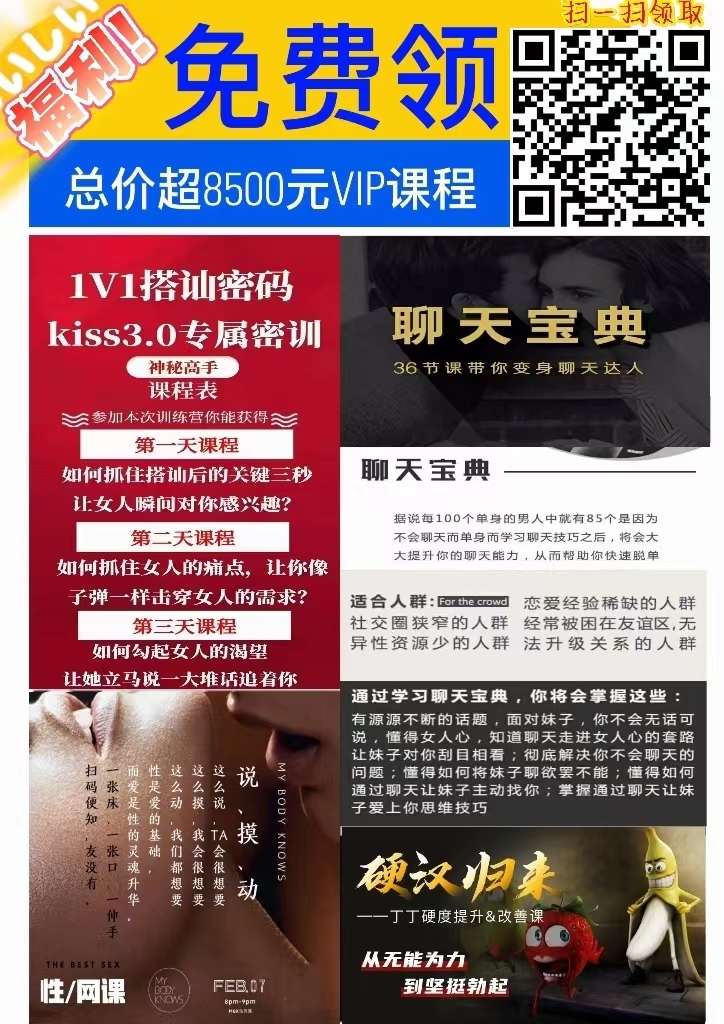 いしい
福利!
免费领
扫一扫领取
总价超8500元VIP课程
1V1搭讪密码
kiss3.0专属密训
神秘高手
课程表
参加本次训练营你能获得
第一天课程
如何抓住搭讪后的关键三秒
让女人瞬间对你感兴趣?
第二天课程
如何抓住女人的痛点,让你像
子弹一样击穿女人的需求?
第三天课程
如何勾起女人的渴望
让她立马说一大堆话追着你
聊天宝典
36节课带你变身聊天达人
聊天宝典
据说每100个单身的男人中就有85个是因为
不会聊天而单身而学习聊天技巧之后,将会大
大提升你的聊天能力,从而帮助你快速脱单
适合人群:For the crowd
社交圈狭窄的人群
异性资源少的人群
恋爱经验稀缺的人群
经常被困在友谊区,无
法升级关系的人群
通过学习聊天宝典,你将会掌握这些:
有源源不断的话题,面对妹子,你不会无话可
说,懂得女人心,知道聊天走进女人心的套路
让妹子对你刮目相看;彻底解决你不会聊天的
问题;懂得如何将妹子聊欲罢不能;懂得如何
通过聊天让妹子主动找你;掌握通过聊天让妹
子爱上你思维技巧
MY BODY KNOWS
说、摸、动
这么说,TA会很想要
这么摸,我会很想要
这么动,我们都想要
性是爱的基础,
而爱是性的灵魂升华。
一张床、一张口、一伸手
扫码便知,友没有。
THE BEST SEX
性/网课
MY
BODY
KNOWS
FEB.07
8pm-9pm
硬汉归来
——丁丁硬度提升&改善课
从无能为力
到坚挺勃起